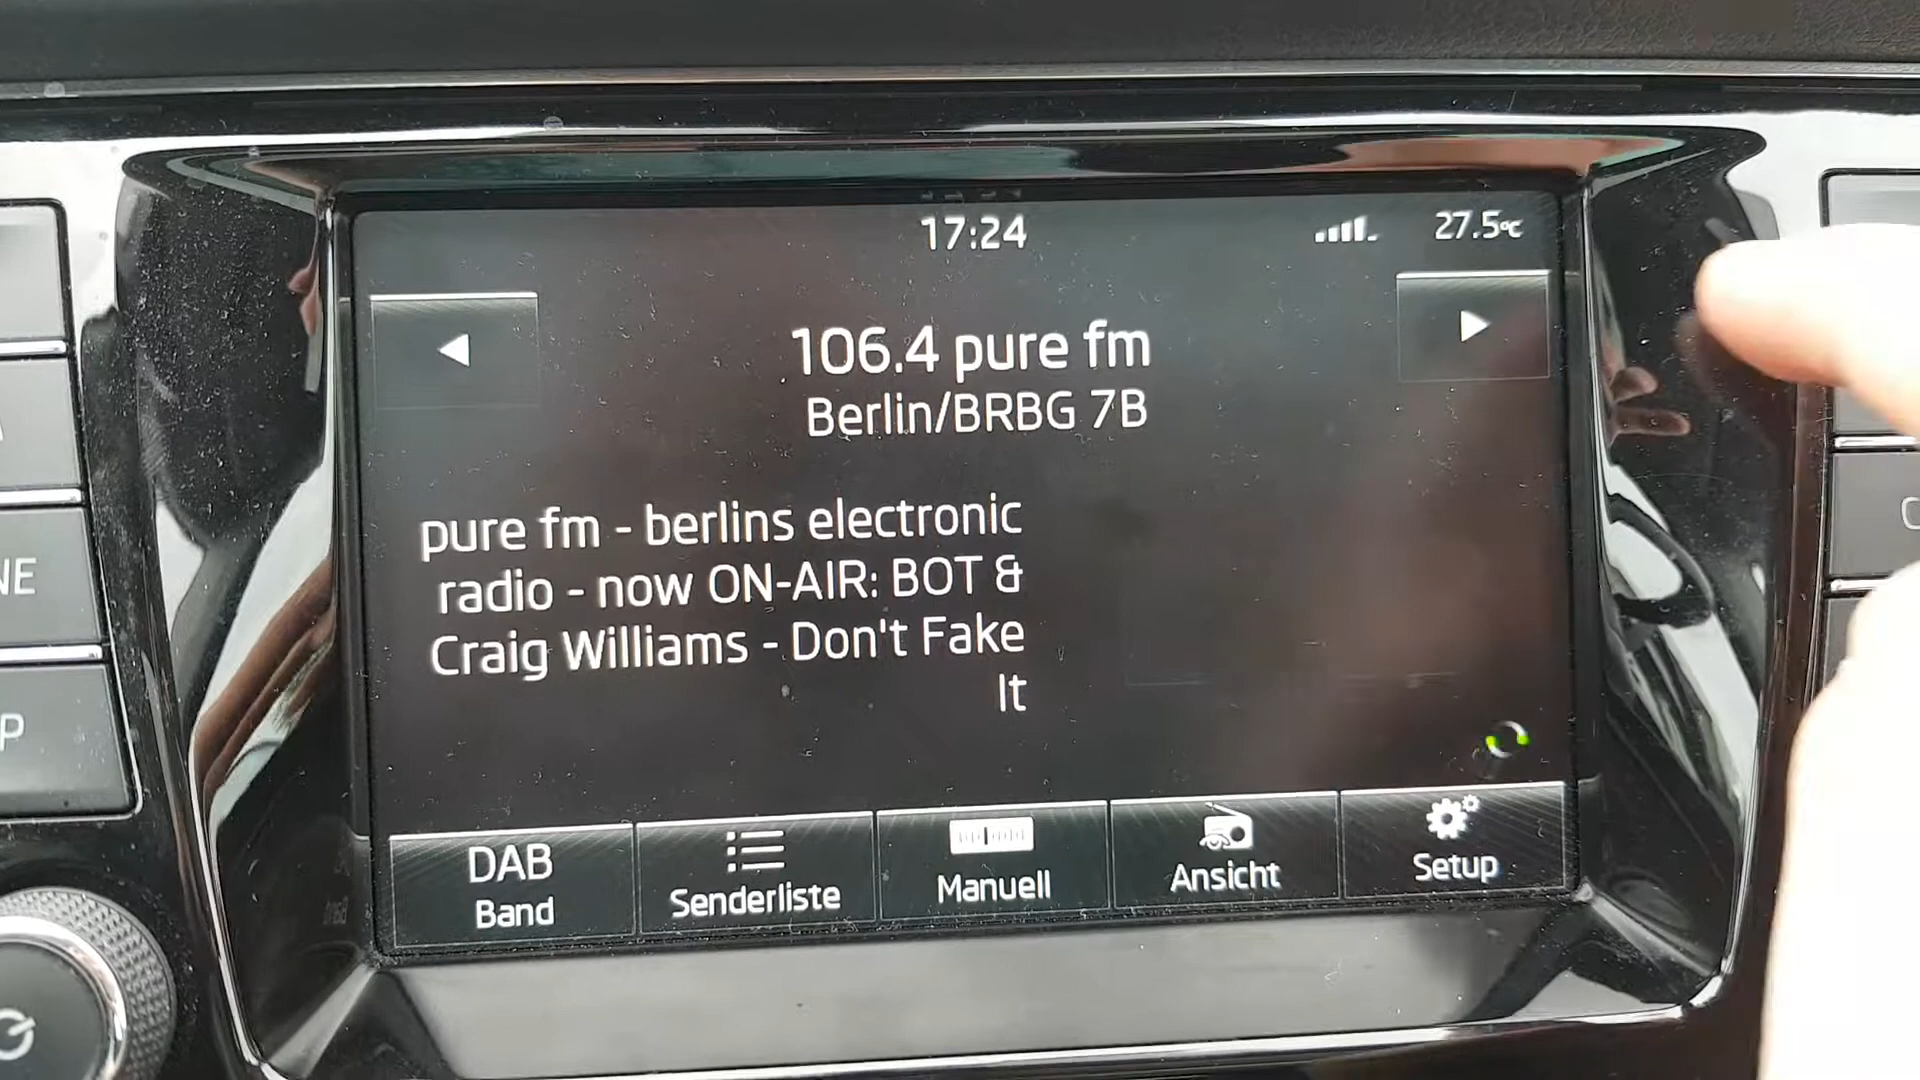 17:24
27.5°C
106.4 pure fm
Berlin/BRBG 7B
pure fm - berlins electronic
radio - now ON-AIR: BOT &
Craig Williams - Don't Fake
It
DAB
Band
Senderliste
Manuell
Ansicht
Setup